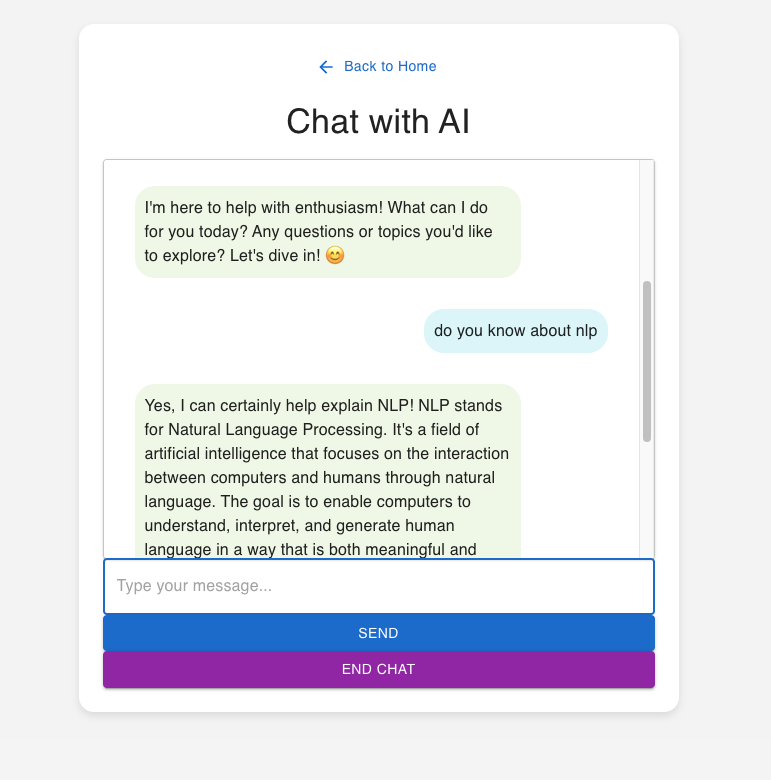 Back to Home
Chat with AI
I'm here to help with enthusiasm! What can I do
for you today? Any questions or topics you'd like
to explore? Let's dive in! 😊
do you know about nlp
Yes, I can certainly help explain NLP! NLP stands
for Natural Language Processing. It's a field of
artificial intelligence that focuses on the interaction
between computers and humans through natural
language. The goal is to enable computers to
understand, interpret, and generate human
language in a way that is both meaningful and
Type your message...
SEND
END CHAT